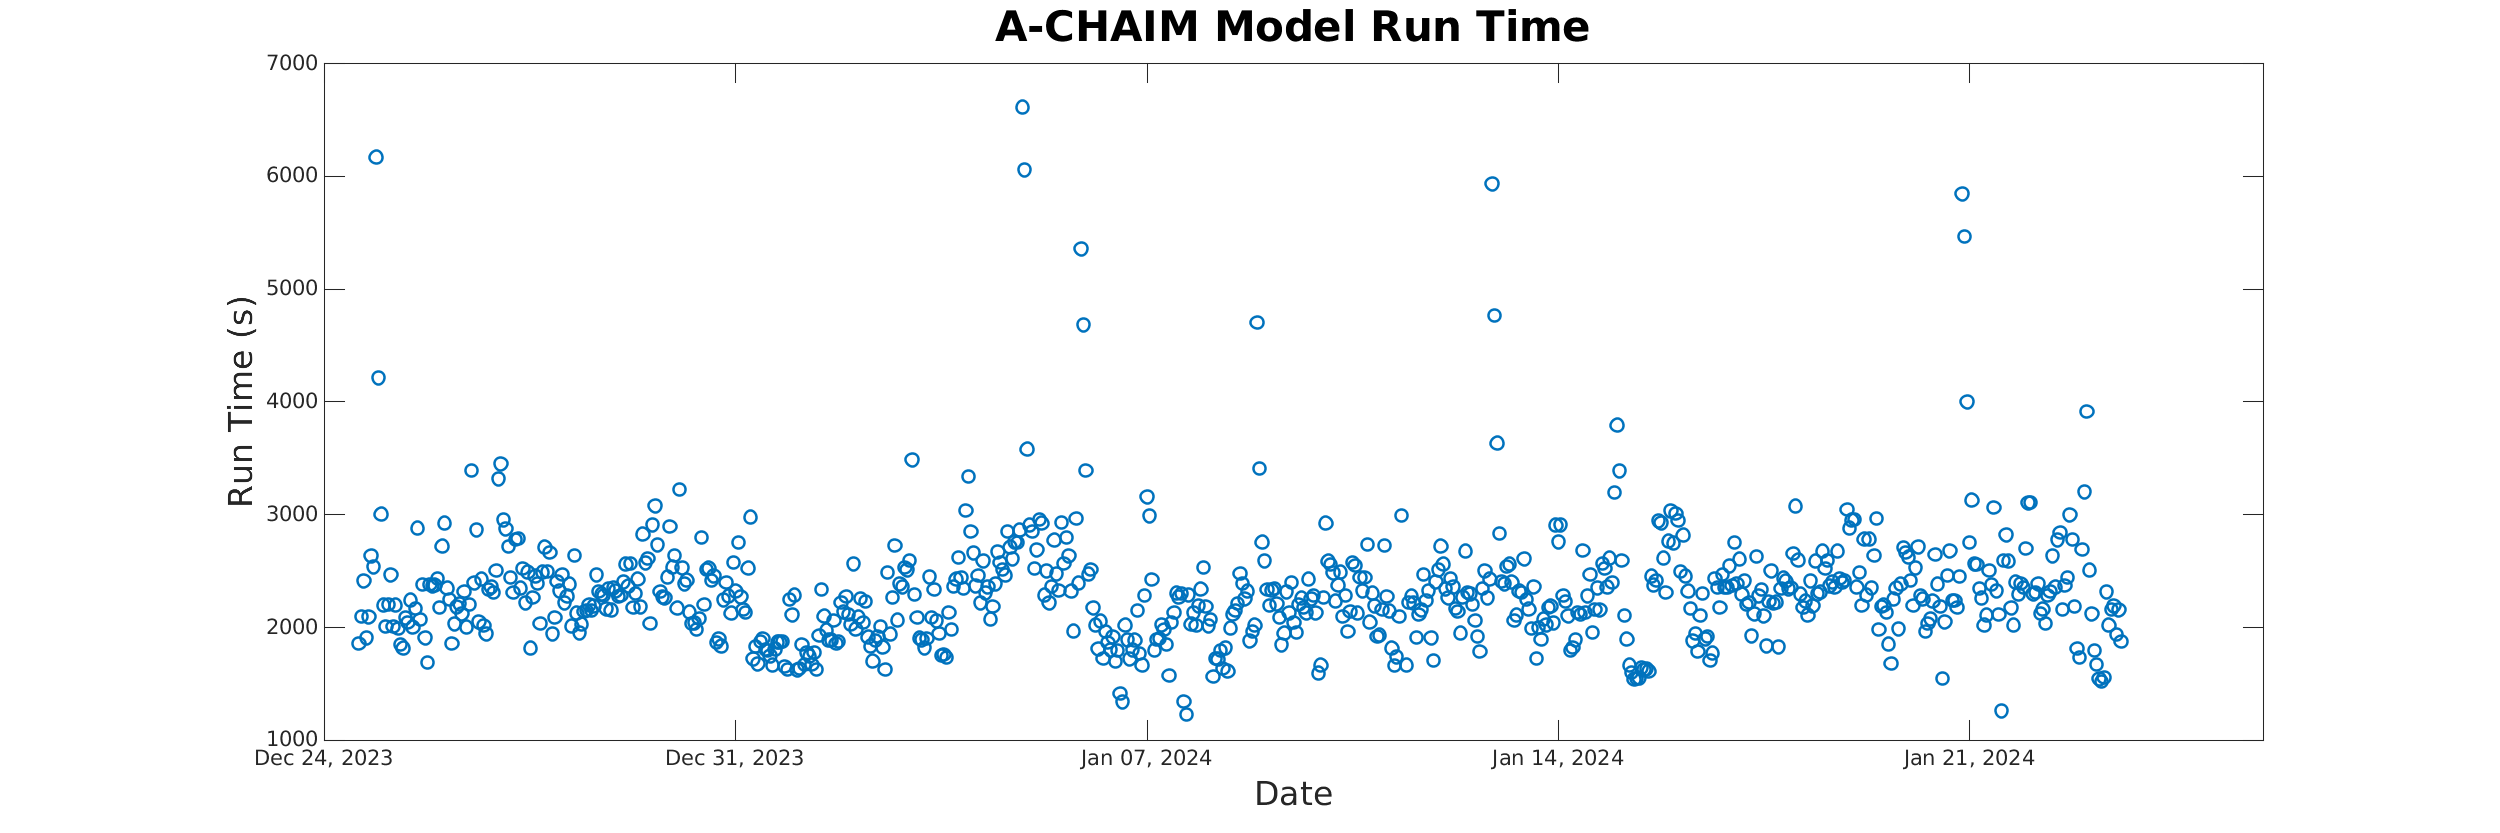 A-CHAIM Model Run Time
7000
6000
5000
4000
3000
2000
1000
Run Time (s)
Dec 24, 2023
Dec 31, 2023
Jan 07, 2024
Jan 14, 2024
Jan 21, 2024
Date